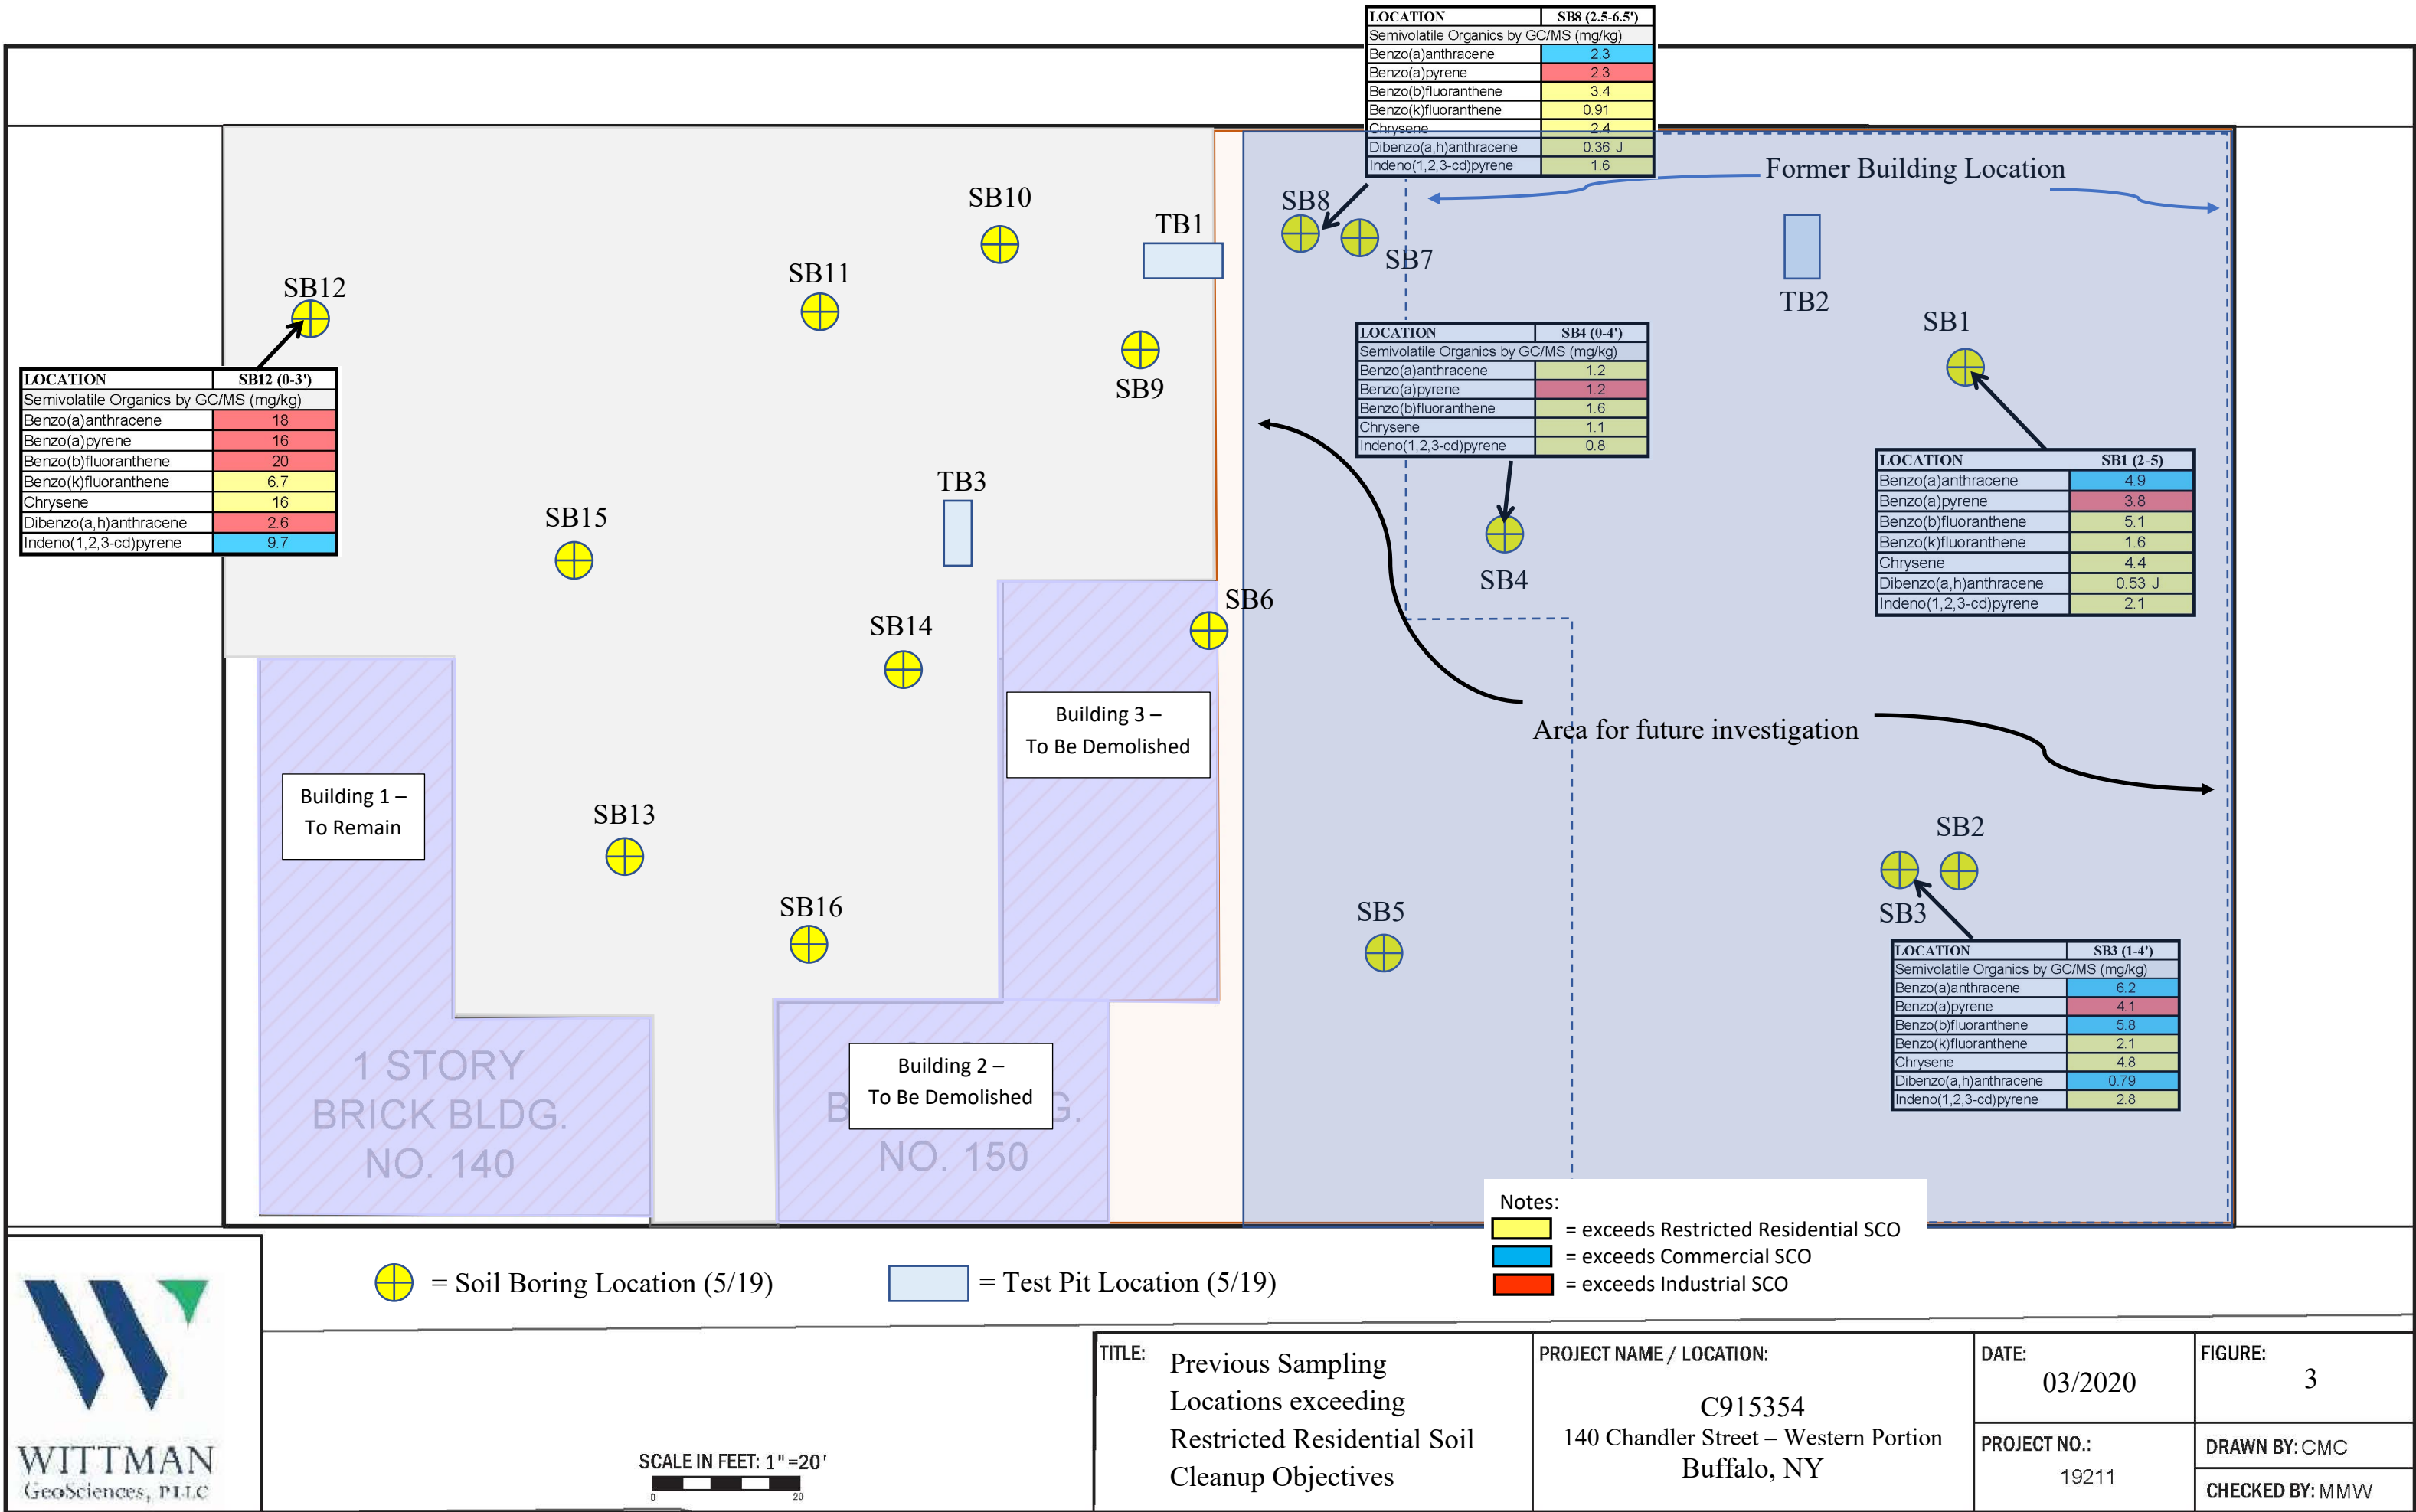 LOCATION SB8 (2.5-6.5')
Semivolatile Organics by GC/MS (mg/kg)
Benzo(a)anthracene 2.3
Benzo(a)pyrene 2.3
Benzo(b)fluoranthene 3.4
Benzo(k)fluoranthene 0.91
Chrysene 2.4
Dibenzo(a,h)anthracene 0.36 J
Indeno(1,2,3-cd)pyrene 1.6
Former Building Location
SB10
SB8
TB1
SB7
SB11
SB12
TB2
SB1
SB9
LOCATION SB4 (0-4')
Semivolatile Organics by GC/MS (mg/kg)
Benzo(a)anthracene 1.2
Benzo(a)pyrene 1.2
Benzo(b)fluoranthene 1.6
Chrysene 1.1
Indeno(1,2,3-cd)pyrene 0.8
LOCATION SB12 (0-3')
Semivolatile Organics by GC/MS (mg/kg)
Benzo(a)anthracene 18
Benzo(a)pyrene 16
Benzo(b)fluoranthene 20
Benzo(k)fluoranthene 6.7
Chrysene 16
Dibenzo(a,h)anthracene 2.6
Indeno(1,2,3-cd)pyrene 9.7
LOCATION SB1 (2-5)
Benzo(a)anthracene 4.9
Benzo(a)pyrene 3.8
Benzo(b)fluoranthene 5.1
Benzo(k)fluoranthene 1.6
Chrysene 4.4
Dibenzo(a,h)anthracene 0.53 J
Indeno(1,2,3-cd)pyrene 2.1
TB3
SB15
SB4
SB6
SB14
Building 3 –
To Be Demolished
Area for future investigation
Building 1 –
To Remain
SB13
SB2
SB16
SB5
SB3
LOCATION SB3 (1-4')
Semivolatile Organics by GC/MS (mg/kg)
Benzo(a)anthracene 6.2
Benzo(a)pyrene 4.1
Benzo(b)fluoranthene 5.8
Benzo(k)fluoranthene 2.1
Chrysene 4.8
Dibenzo(a,h)anthracene 0.79
Indeno(1,2,3-cd)pyrene 2.8
1 STORY
BRICK BLDG.
NO. 140
Building 2 –
To Be Demolished
B G.
NO. 150
Notes:
= exceeds Restricted Residential SCO
= exceeds Commercial SCO
= exceeds Industrial SCO
= Soil Boring Location (5/19)
= Test Pit Location (5/19)
WITTMAN
GeoSciences, PLLC
SCALE IN FEET: 1"=20'
0 20
TITLE:
Previous Sampling
Locations exceeding
Restricted Residential Soil
Cleanup Objectives
PROJECT NAME / LOCATION:
C915354
140 Chandler Street – Western Portion
Buffalo, NY
DATE:
03/2020
FIGURE:
3
PROJECT NO.:
19211
DRAWN BY: CMC
CHECKED BY: MMW